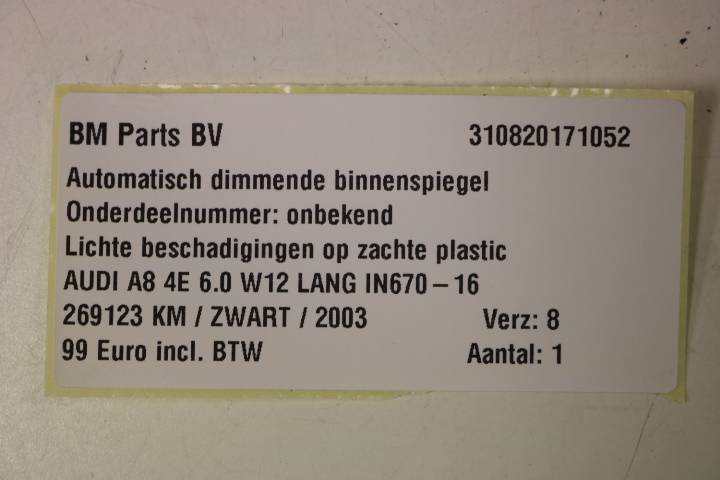 BM Parts BV 310820171052
Automatisch dimmende binnenspiegel
Onderdeelnummer: onbekend
Lichte beschadigingen op zachte plastic
AUDI A8 4E 6.0 W12 LANG IN670 – 16
269123 KM / ZWART / 2003 Verz: 8
99 Euro incl. BTW Aantal: 1